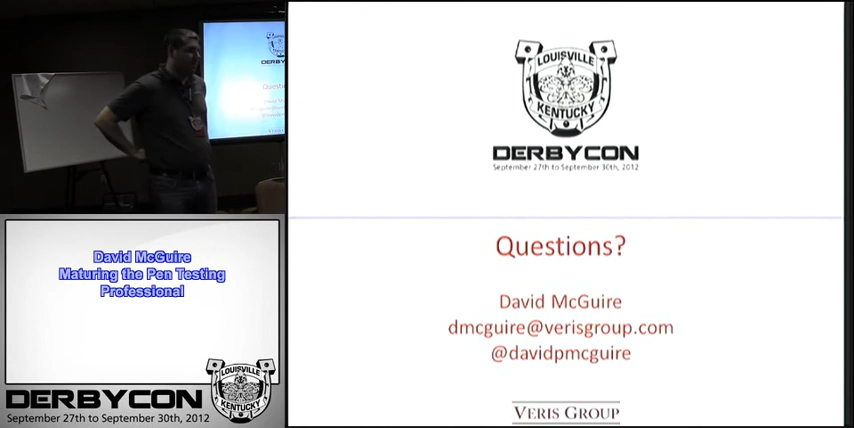 LOUISVILLE
KENTUCKY
DERBYCON
September 27th to September 30th, 2012
Questions?
David McGuire
dmcguire@verisgroup.com
@davidpmcguire
VERIS GROUP
David McGuire
Maturing the Pen Testing
Professional
LOUISVILLE
KENTUCKY
DERBYCON
September 27th to September 30th, 2012